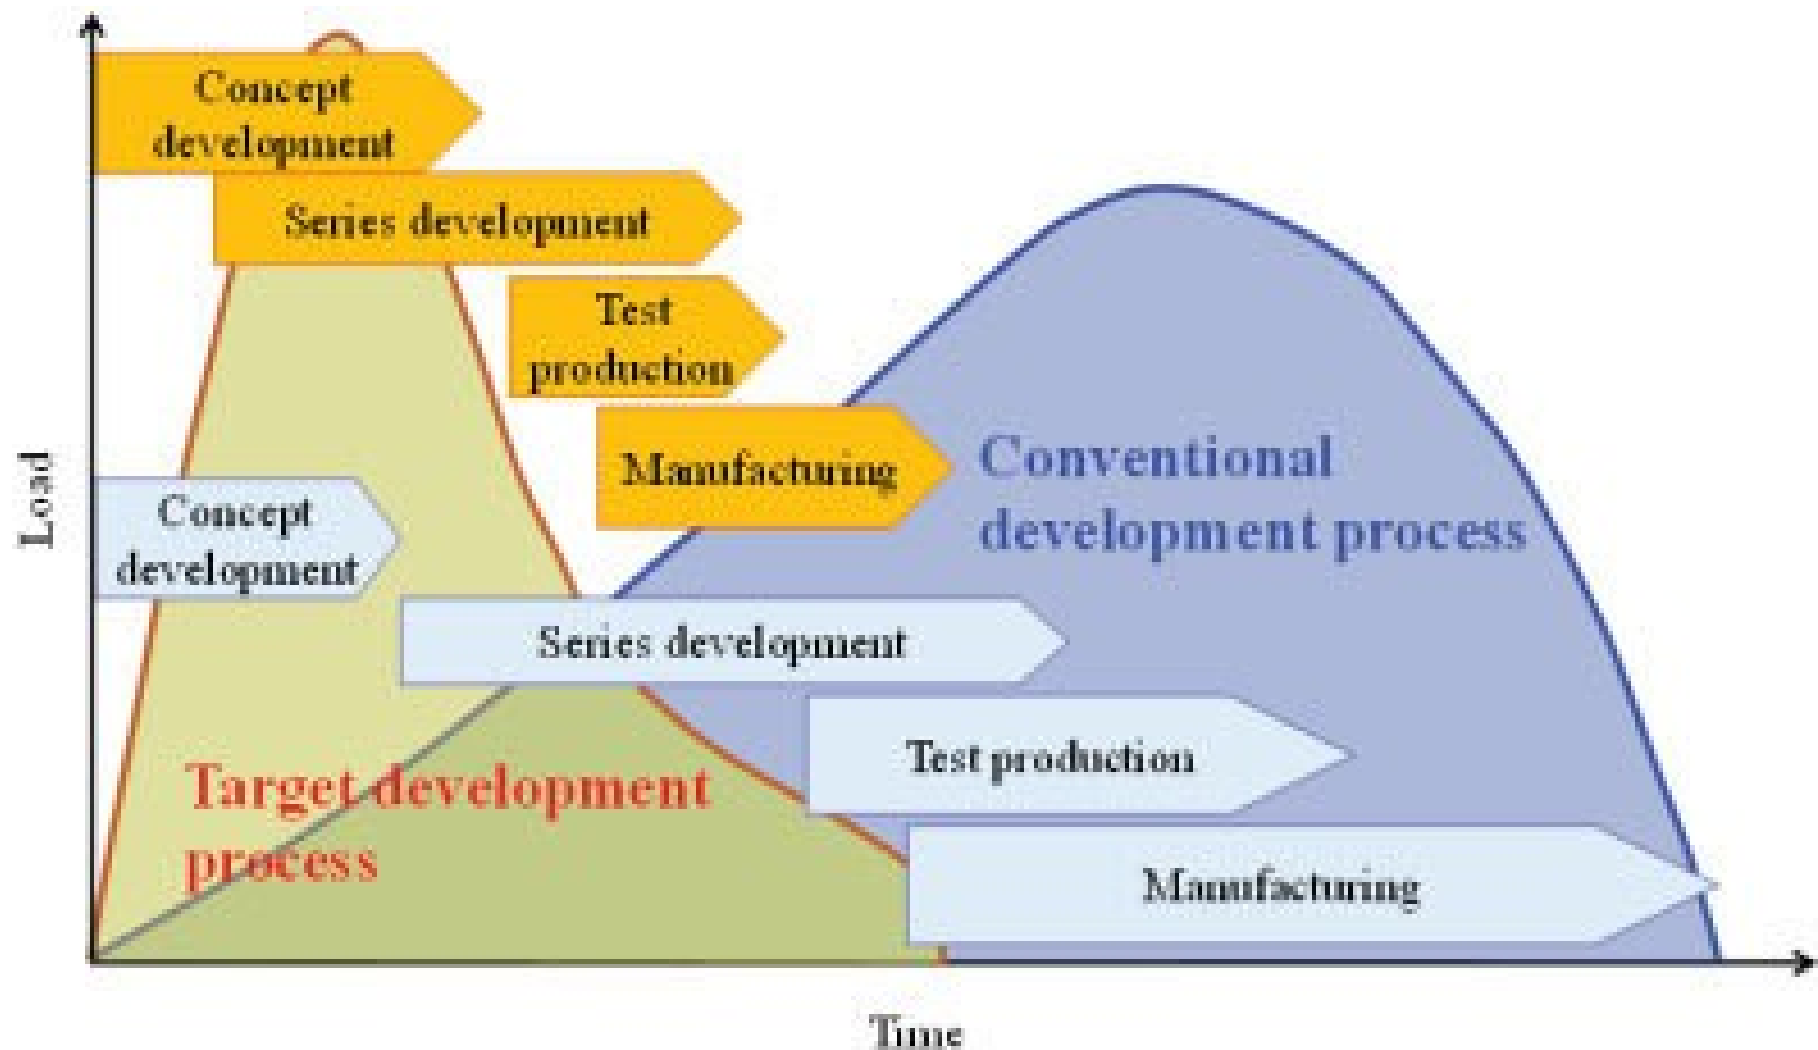 Concept
development
Series development
Test
production
Manufacturing
Conventional
development process
Load
Concept
development
Series development
Test production
Target development
process
Manufacturing
Time